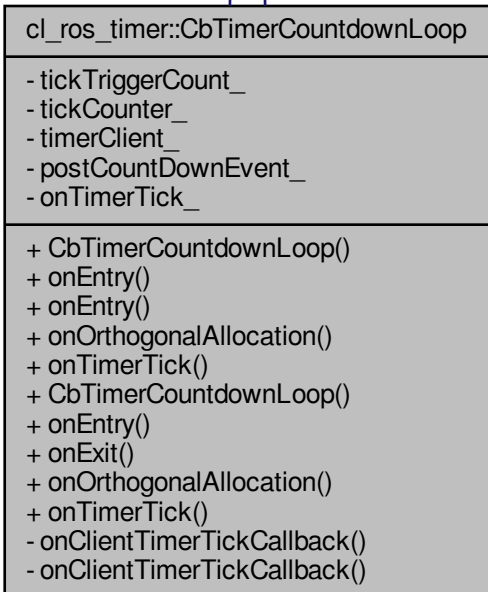 cl_ros_timer::CbTimerCountdownLoop
- tickTriggerCount_
- tickCounter_
- timerClient_
- postCountDownEvent_
- onTimerTick_
+ CbTimerCountdownLoop()
+ onEntry()
+ onEntry()
+ onOrthogonalAllocation()
+ onTimerTick()
+ CbTimerCountdownLoop()
+ onEntry()
+ onExit()
+ onOrthogonalAllocation()
+ onTimerTick()
- onClientTimerTickCallback()
- onClientTimerTickCallback()